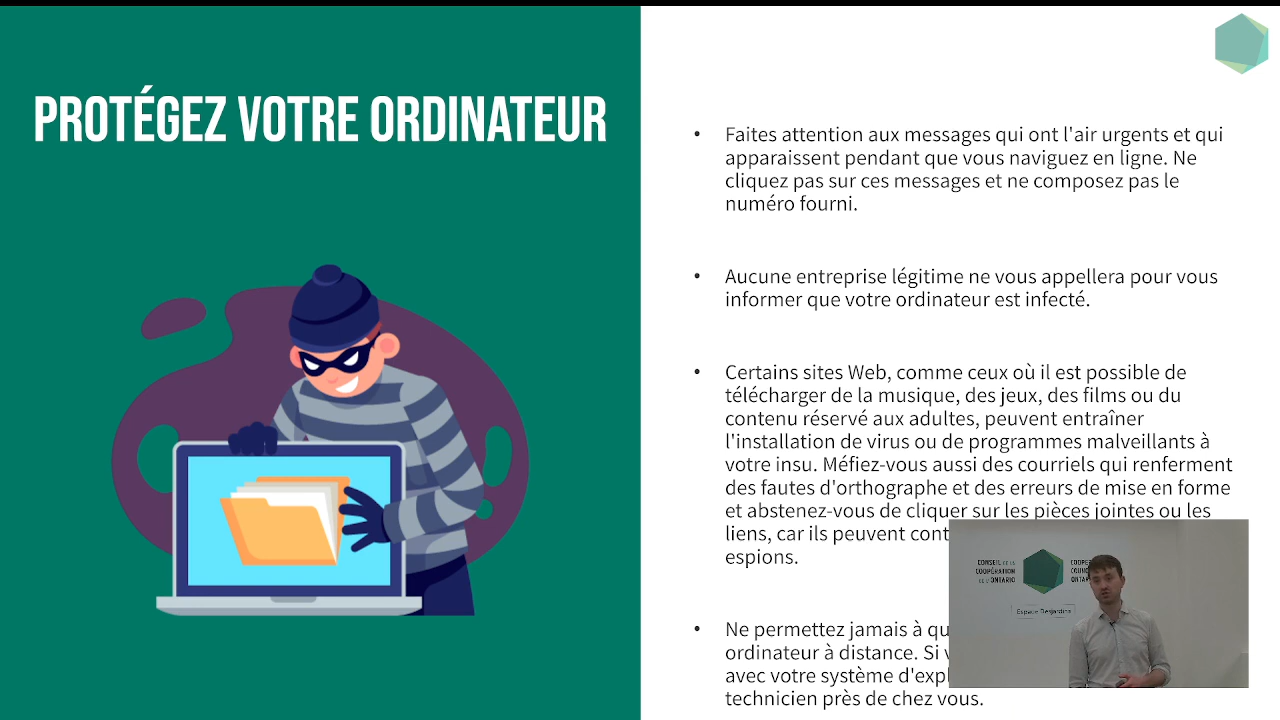 PROTÉGEZ VOTRE ORDINATEUR
• Faites attention aux messages qui ont l'air urgents et qui
apparaissent pendant que vous naviguez en ligne. Ne
cliquez pas sur ces messages et ne composez pas le
numéro fourni.
• Aucune entreprise légitime ne vous appellera pour vous
informer que votre ordinateur est infecté.
• Certains sites Web, comme ceux où il est possible de
télécharger de la musique, des jeux, des films ou du
contenu réservé aux adultes, peuvent entraîner
l'installation de virus ou de programmes malveillants à
votre insu. Méfiez-vous aussi des courriels qui renferment
des fautes d'orthographe et des erreurs de mise en forme
et abstenez-vous de cliquer sur les pièces jointes ou les
liens, car ils peuvent cont
espions.
• Ne permettez jamais à qu
ordinateur à distance. Si v
avec votre système d'expl
technicien près de chez vous.
CONSEIL DE LA
COOPÉRATION
DE L'ONTARIO
Espace Desjardins